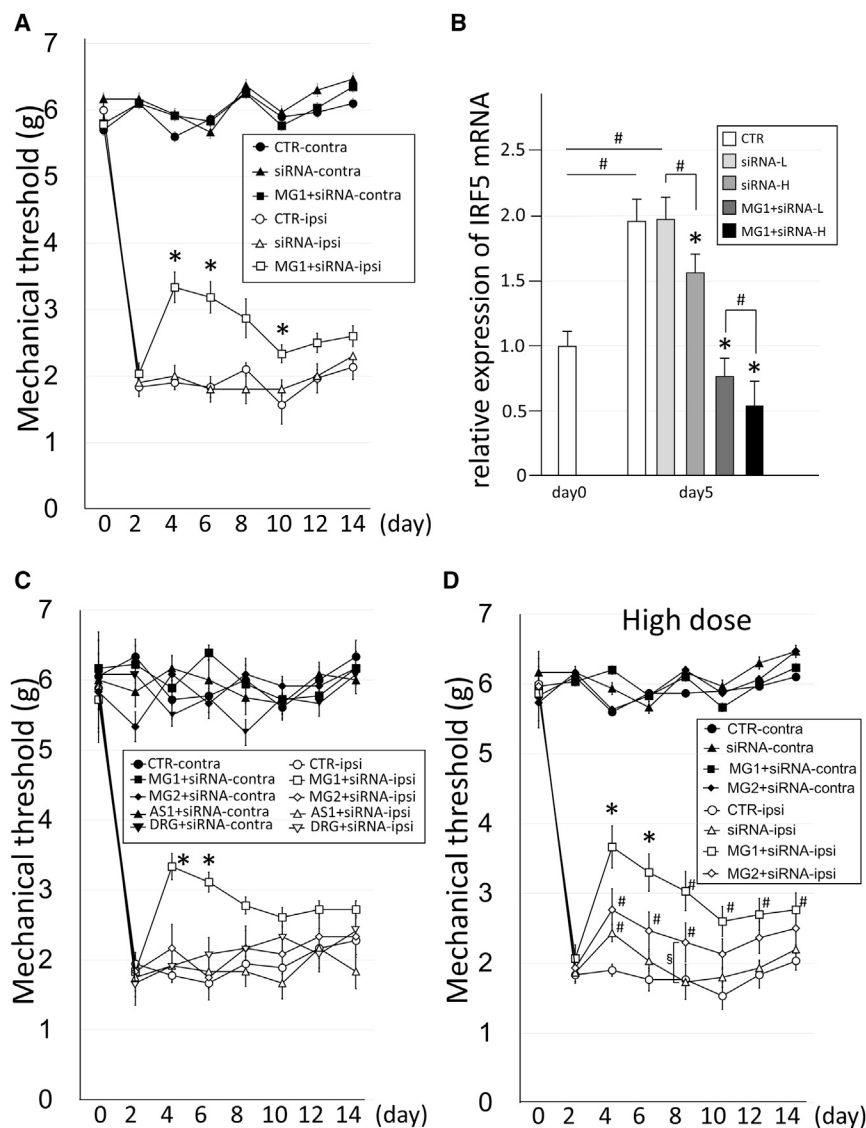 A
Mechanical threshold (g)
7
6
5
4
3
2
1
0
0 2 4 6 8 10 12 14 (day)
CTR-contra
siRNA-contra
MG1+siRNA-contra
CTR-ipsi
siRNA-ipsi
MG1+siRNA-ipsi
* * *
B
relative expression of IRF5 mRNA
2.5
2.0
1.5
1.0
0.5
0
day0 day5
CTR
siRNA-L
siRNA-H
MG1+siRNA-L
MG1+siRNA-H
#
# #
*
#
*
*
C
Mechanical threshold (g)
7
6
5
4
3
2
1
0
0 2 4 6 8 10 12 14 (day)
CTR-contra CTR-ipsi
MG1+siRNA-contra MG1+siRNA-ipsi
MG2+siRNA-contra MG2+siRNA-ipsi
AS1+siRNA-contra AS1+siRNA-ipsi
DRG+siRNA-contra DRG+siRNA-ipsi
* *
D
High dose
Mechanical threshold (g)
7
6
5
4
3
2
1
0
0 2 4 6 8 10 12 14 (day)
CTR-contra
siRNA-contra
MG1+siRNA-contra
MG2+siRNA-contra
CTR-ipsi
siRNA-ipsi
MG1+siRNA-ipsi
MG2+siRNA-ipsi
* *
# # # #
# # #
#
§